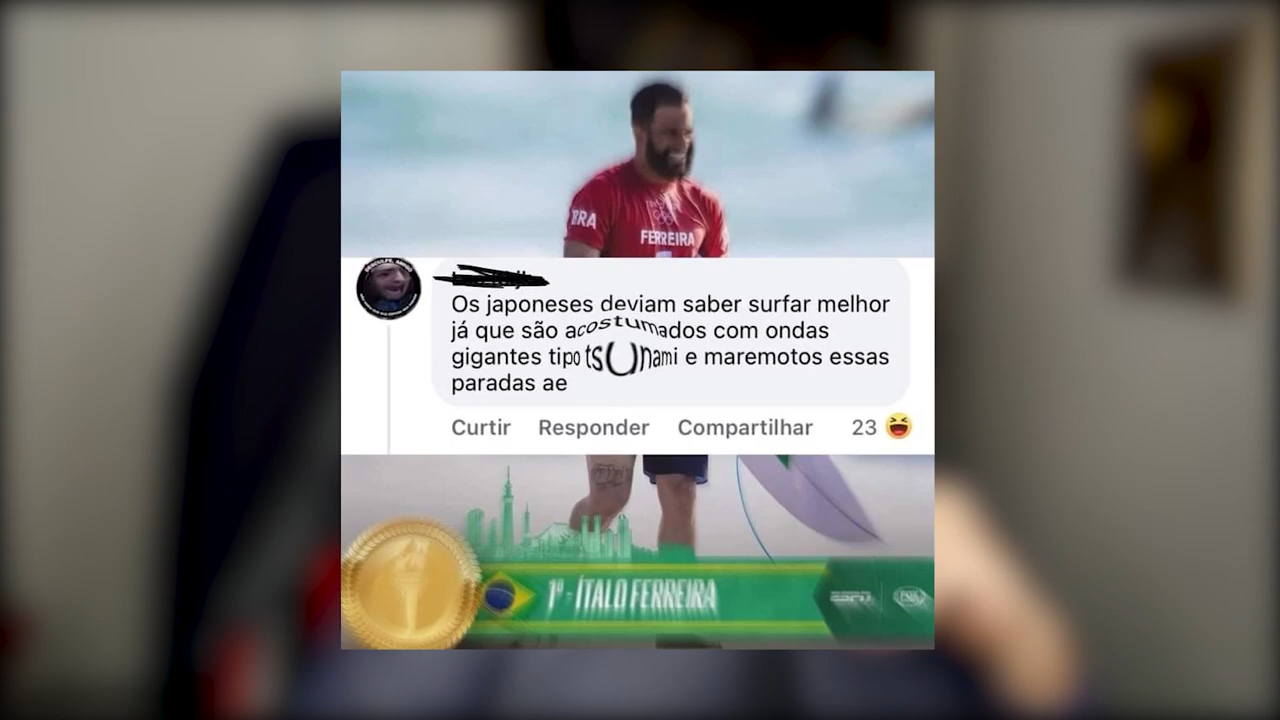 BRA
FERREIRA
Os japoneses deviam saber surfar melhor
já que são acostumados com ondas
gigantes tipo tsUnami e maremotos essas
paradas ae
Curtir Responder Compartilhar 23
1º - ÍTALO FERREIRA
ESPN